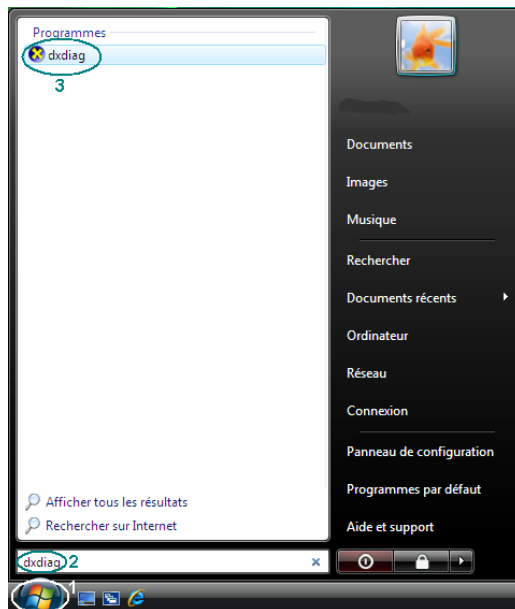 Programmes
dxdiag
3
Documents
Images
Musique
Rechercher
Documents récents
Ordinateur
Réseau
Connexion
Panneau de configuration
Programmes par défaut
Aide et support
Afficher tous les résultats
Rechercher sur Internet
dxdiag 2
1